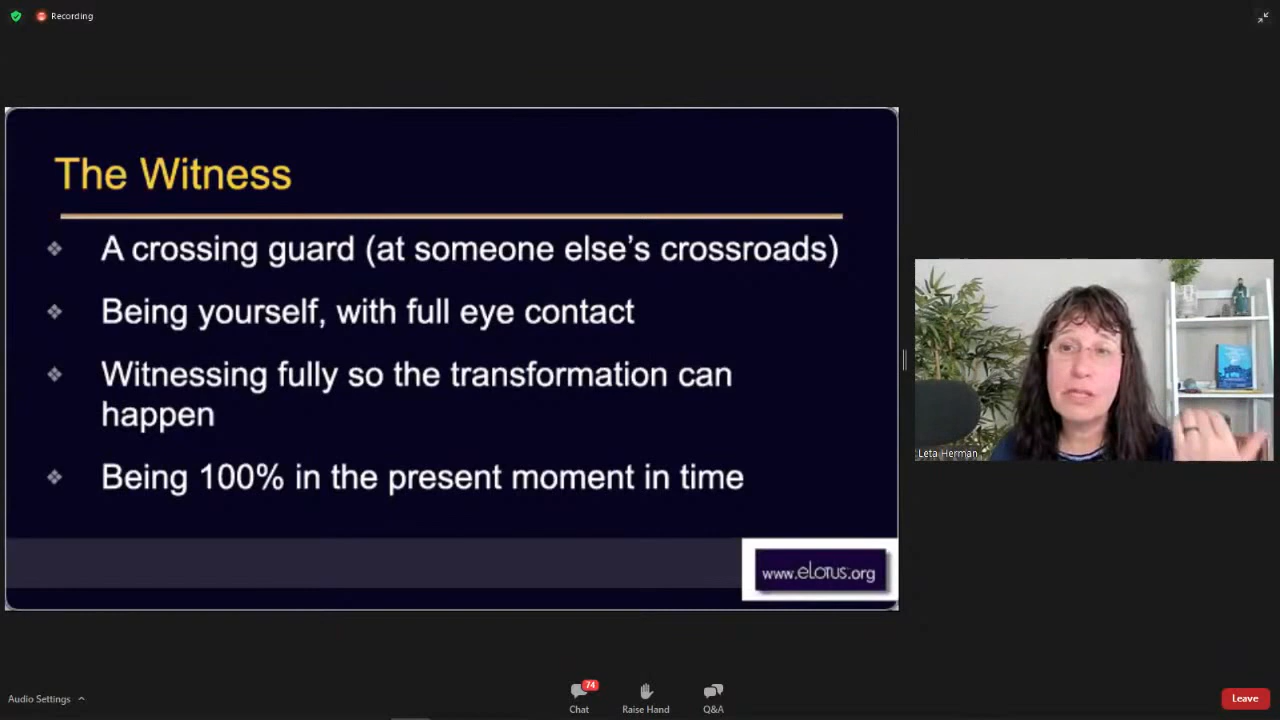 Recording
The Witness
A crossing guard (at someone else's crossroads)
Being yourself, with full eye contact
Witnessing fully so the transformation can
happen
Being 100% in the present moment in time
www.eLotus.org
Leta Herman
Audio Settings
74
Chat
Raise Hand
Q&A
Leave